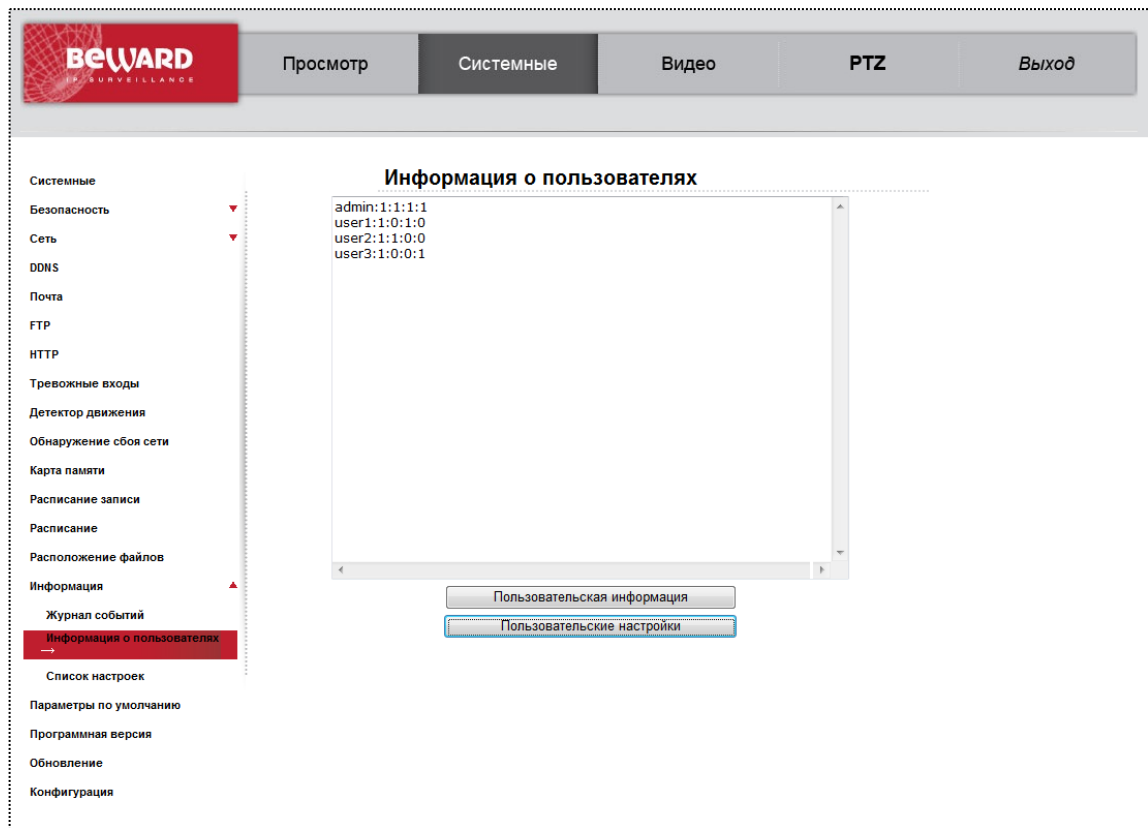 BEWARD
IP SURVEILLANCE
Просмотр
Системные
Видео
PTZ
Выход
Системные
Безопасность
Сеть
DDNS
Почта
FTP
HTTP
Тревожные входы
Детектор движения
Обнаружение сбоя сети
Карта памяти
Расписание записи
Расписание
Расположение файлов
Информация
Журнал событий
Информация о пользователях
→
Список настроек
Параметры по умолчанию
Программная версия
Обновление
Конфигурация
Информация о пользователях
admin:1:1:1:1
user1:1:0:1:0
user2:1:1:0:0
user3:1:0:0:1
Пользовательская информация
Пользовательские настройки